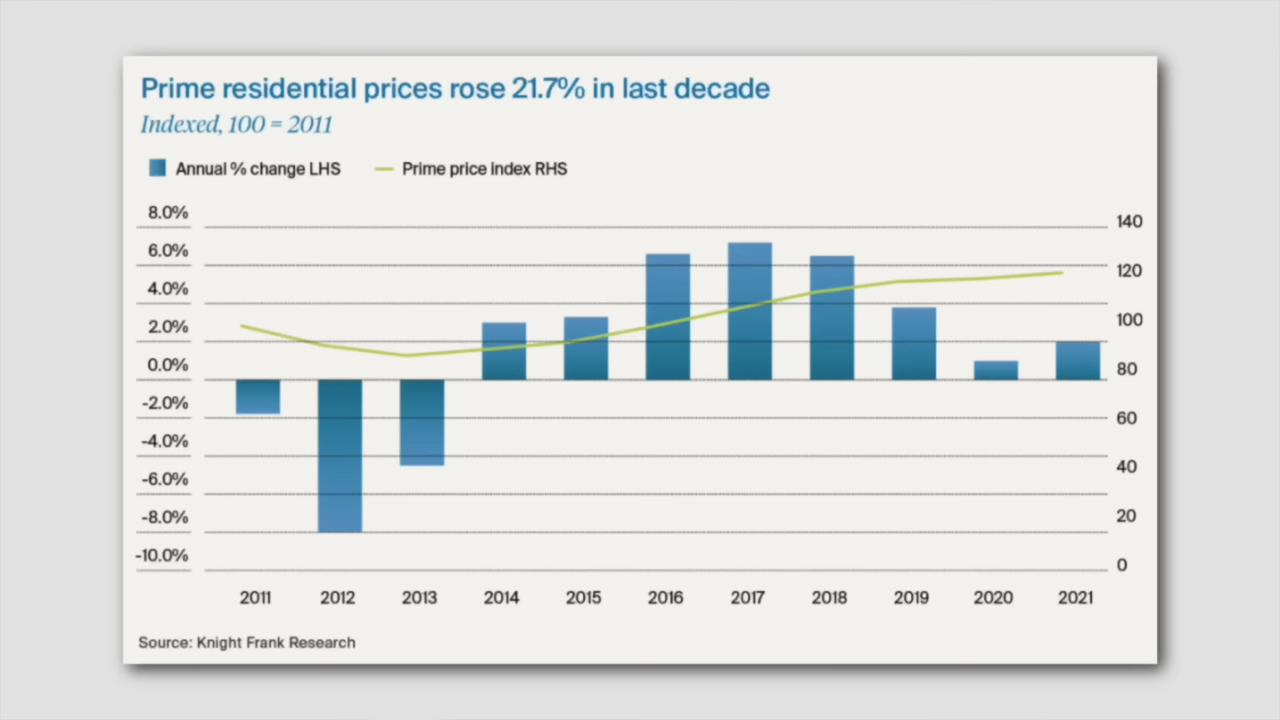 Prime residential prices rose 21.7% in last decade
Indexed, 100 = 2011
Annual % change LHS Prime price index RHS
8.0% 140
6.0% 120
4.0% 100
2.0% 80
0.0% 60
-2.0% 40
-4.0% 20
-6.0% 0
-8.0%
-10.0%
2011 2012 2013 2014 2015 2016 2017 2018 2019 2020 2021
Source: Knight Frank Research